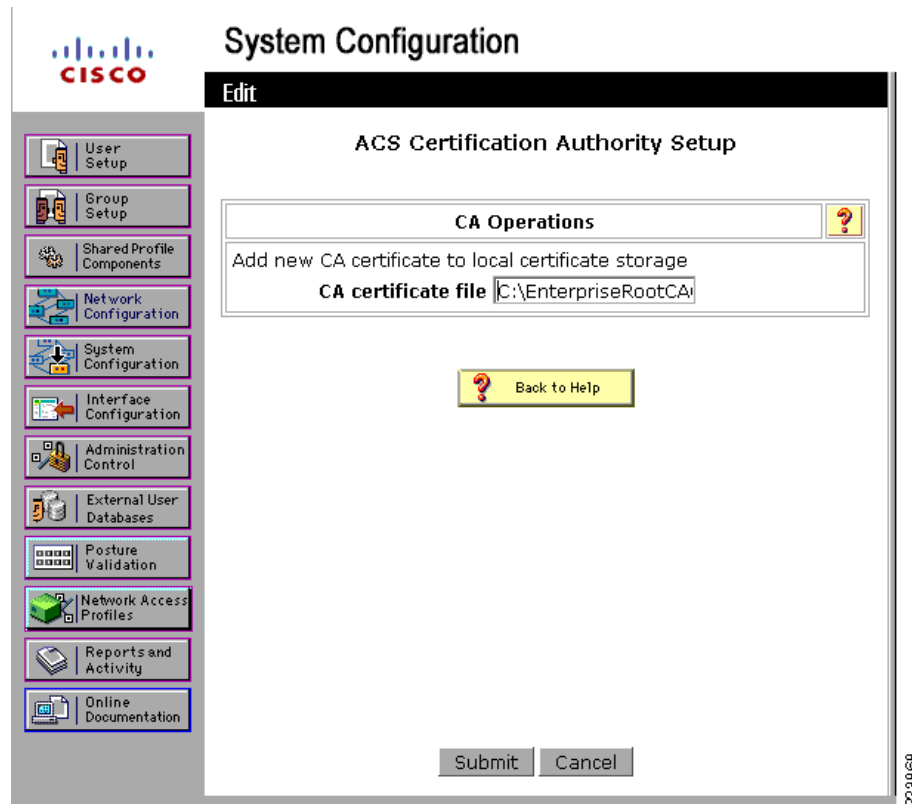 CISCO
System Configuration
Edit
User
Setup
Group
Setup
Shared Profile
Components
Network
Configuration
System
Configuration
Interface
Configuration
Administration
Control
External User
Databases
Posture
Validation
Network Access
Profiles
Reports and
Activity
Online
Documentation
ACS Certification Authority Setup
CA Operations
?
Add new CA certificate to local certificate storage
CA certificate file C:\EnterpriseRootCA
? Back to Help
Submit Cancel